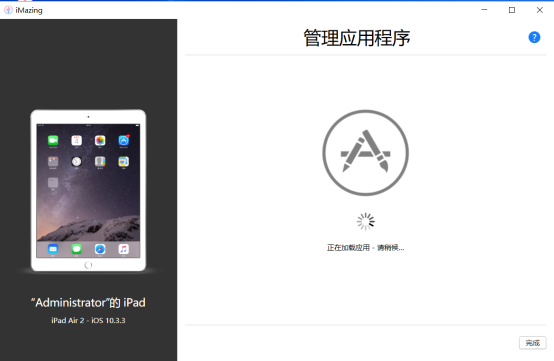 iMazing
管理应用程序
?
正在加载应用 - 请稍候...
"Administrator"的 iPad
iPad Air 2 - iOS 10.3.3
完成